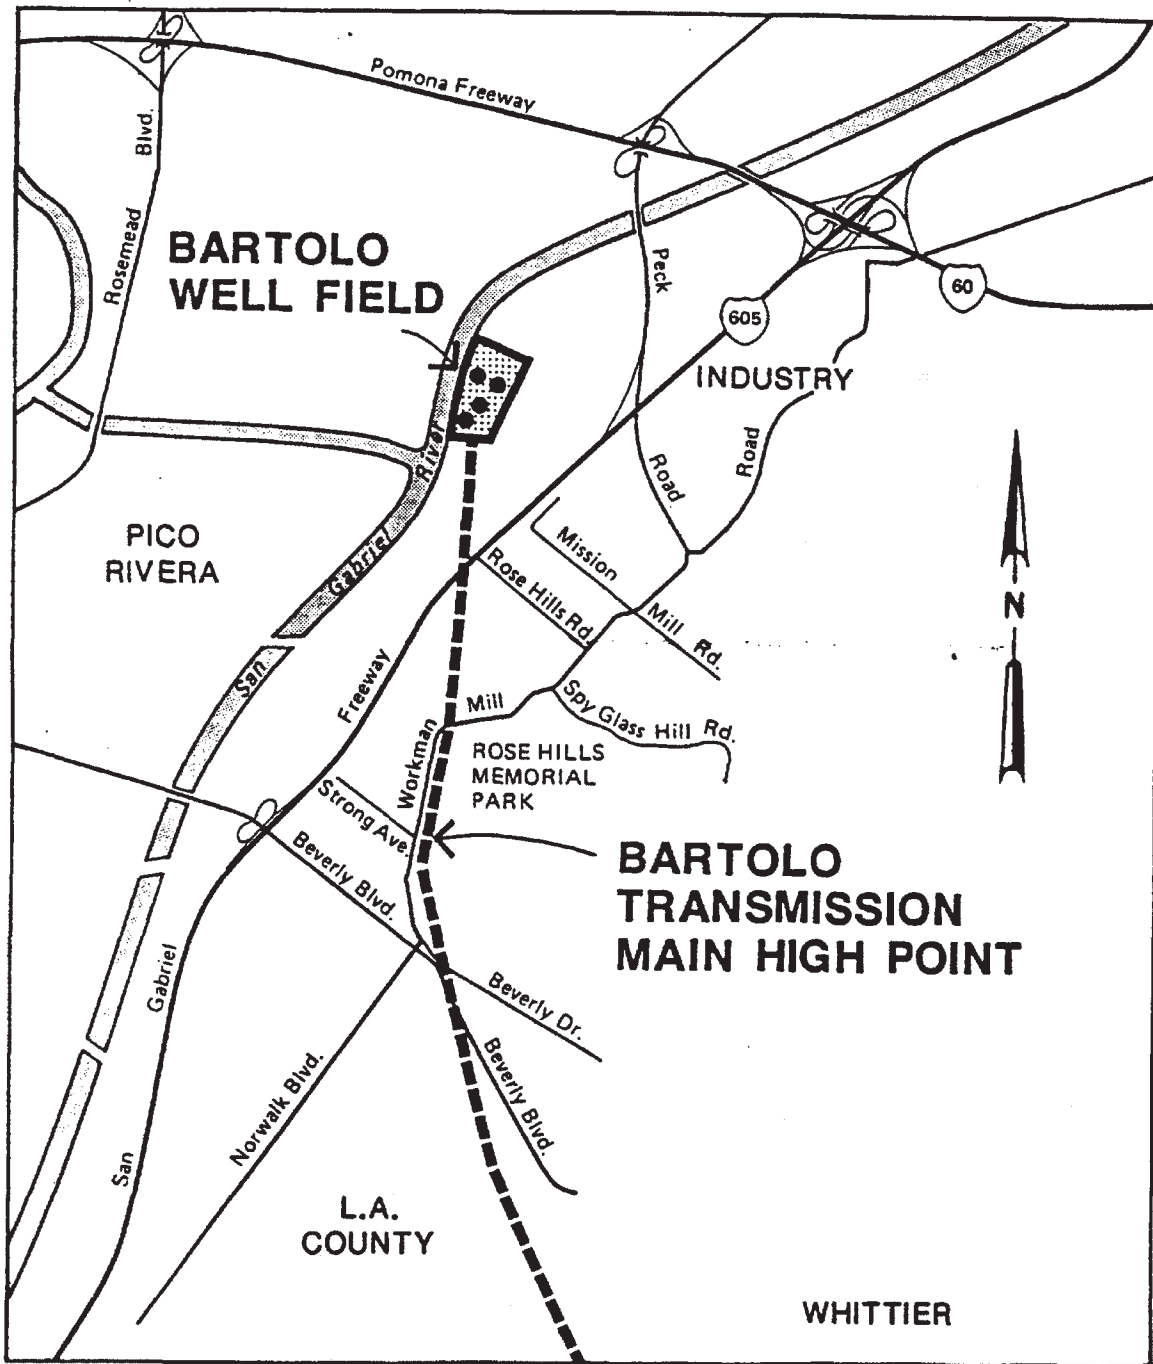 Pomona Freeway
Blvd.
Rosemead
BARTOLO
WELL FIELD
Peck
60
605
INDUSTRY
River
Road
Road
PICO
RIVERA
Gabriel
Mission
Rose Hills Rd.
Mill
Rd.
N
San
Freeway
Mill
Spy Glass Hill Rd.
Workman
ROSE HILLS
MEMORIAL
PARK
Strong Ave.
Beverly Blvd.
BARTOLO
TRANSMISSION
MAIN HIGH POINT
Gabriel
Beverly Dr.
Beverly Blvd.
Norwalk Blvd.
San
L.A.
COUNTY
WHITTIER